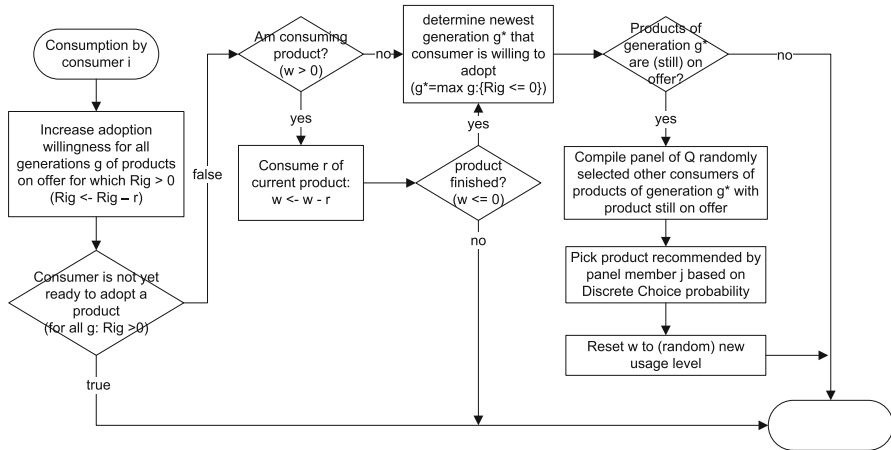 Consumption by
consumer i
Increase adoption
willingness for all
generations g of products
on offer for which Rig > 0
(Rig <- Rig – r)
Consumer is not yet
ready to adopt a
product
(for all g: Rig >0)
true
false
Am consuming
product?
(w > 0)
no
yes
Consume r of
current product:
w <- w - r
product
finished?
(w <= 0)
yes
no
determine newest
generation g* that
consumer is willing to
adopt
(g*=max g:{Rig <= 0})
Products of
generation g*
are (still) on
offer?
no
yes
Compile panel of Q randomly
selected other consumers of
products of generation g* with
product still on offer
Pick product recommended by
panel member j based on
Discrete Choice probability
Reset w to (random) new
usage level